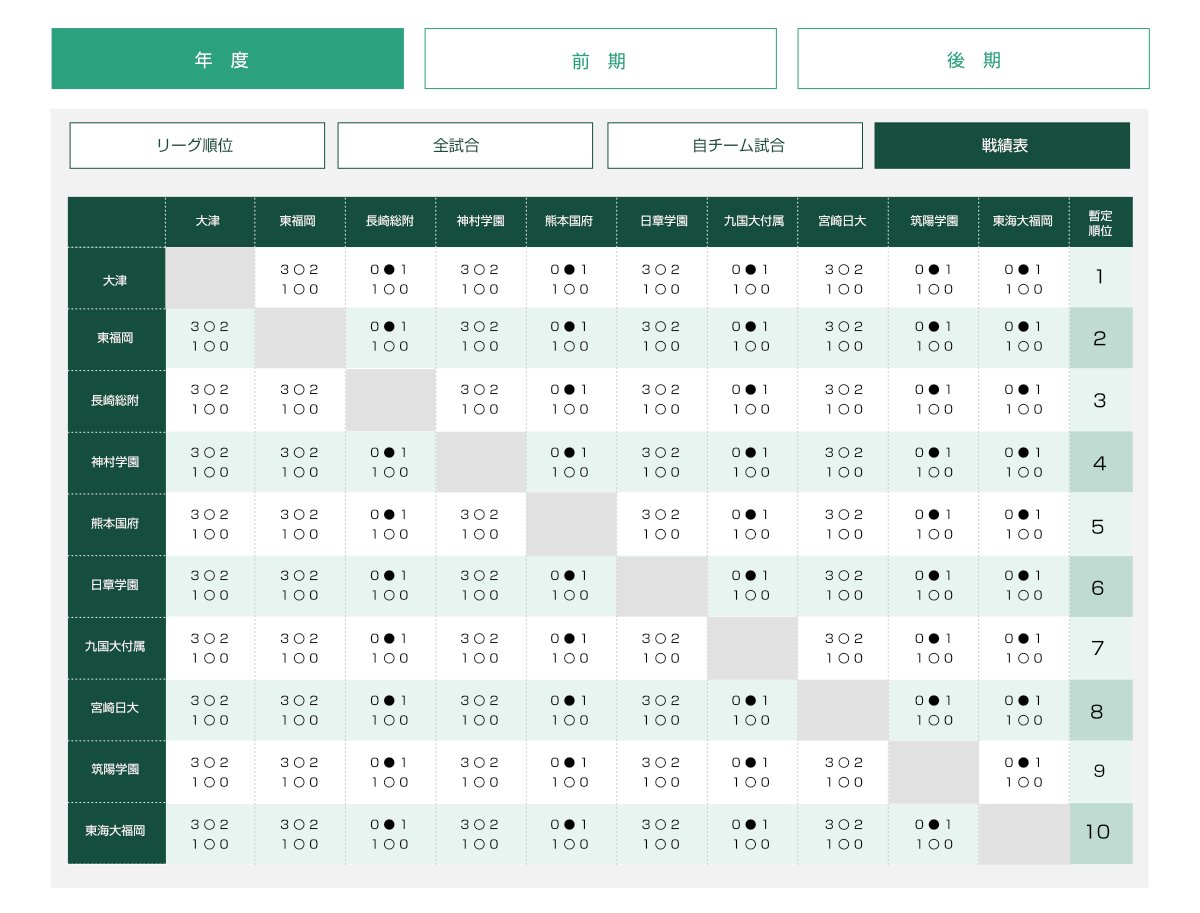 年 度 前 期 後 期
リーグ順位 全試合 自チーム試合 戦績表
大津 東福岡 長崎総附 神村学園 熊本国府 日章学園 九国大付属 宮崎日大 筑陽学園 東海大福岡 暫定
順位
3○2 0●1 3○2 0●1 3○2 0●1 3○2 0●1 0●1
大津 1
1○0 1○0 1○0 1○0 1○0 1○0 1○0 1○0 1○0
3○2 0●1 3○2 0●1 3○2 0●1 3○2 0●1 0●1
東福岡 2
1○0 1○0 1○0 1○0 1○0 1○0 1○0 1○0 1○0
3○2 3○2 3○2 0●1 3○2 0●1 3○2 0●1 0●1
長崎総附 3
1○0 1○0 1○0 1○0 1○0 1○0 1○0 1○0 1○0
3○2 3○2 0●1 0●1 3○2 0●1 3○2 0●1 0●1
神村学園 4
1○0 1○0 1○0 1○0 1○0 1○0 1○0 1○0 1○0
3○2 3○2 0●1 3○2 3○2 0●1 3○2 0●1 0●1
熊本国府 5
1○0 1○0 1○0 1○0 1○0 1○0 1○0 1○0 1○0
3○2 3○2 0●1 3○2 0●1 0●1 3○2 0●1 0●1
日章学園 6
1○0 1○0 1○0 1○0 1○0 1○0 1○0 1○0 1○0
3○2 3○2 0●1 3○2 0●1 3○2 3○2 0●1 0●1
九国大付属 7
1○0 1○0 1○0 1○0 1○0 1○0 1○0 1○0 1○0
3○2 3○2 0●1 3○2 0●1 3○2 0●1 0●1 0●1
宮崎日大 8
1○0 1○0 1○0 1○0 1○0 1○0 1○0 1○0 1○0
3○2 3○2 0●1 3○2 0●1 3○2 0●1 3○2 0●1
筑陽学園 9
1○0 1○0 1○0 1○0 1○0 1○0 1○0 1○0 1○0
3○2 3○2 0●1 3○2 0●1 3○2 0●1 3○2 0●1
東海大福岡 10
1○0 1○0 1○0 1○0 1○0 1○0 1○0 1○0 1○0